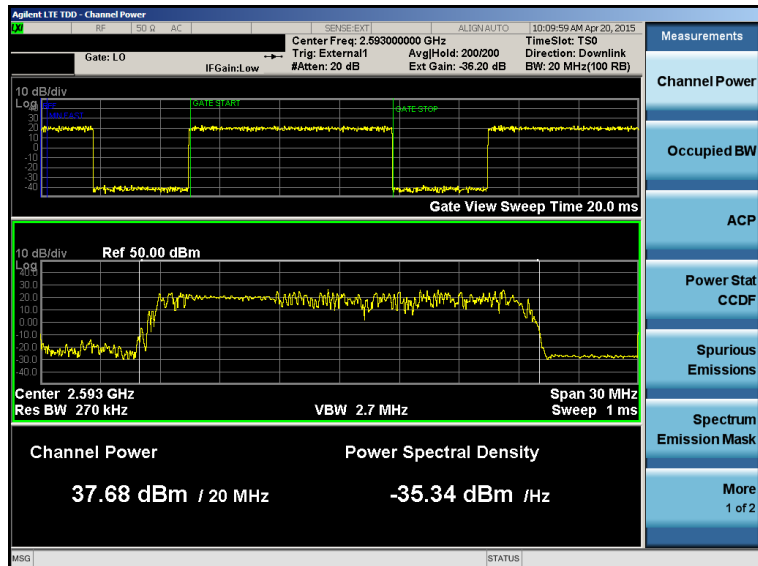 Agilent LTE TDD - Channel Power
LXI RF 50 Ω AC SENSE:EXT ALIGN AUTO 10:09:59 AM Apr 20, 2015
Center Freq: 2.593000000 GHz TimeSlot: TS0
Gate: LO Trig: External1 Avg|Hold: 200/200 Direction: Downlink
IFGain:Low #Atten: 20 dB Ext Gain: -36.20 dB BW: 20 MHz(100 RB)
10 dB/div
Log
GATE START
GATE STOP
30
20
10
0
-10
-20
-30
-40
Gate View Sweep Time 20.0 ms
10 dB/div Ref 50.00 dBm
Log
40.0
30.0
20.0
10.0
0.00
-10.0
-20.0
-30.0
-40.0
Center 2.593 GHz Span 30 MHz
Res BW 270 kHz VBW 2.7 MHz Sweep 1 ms
Channel Power Power Spectral Density
37.68 dBm / 20 MHz -35.34 dBm /Hz
MSG STATUS
Measurements
Channel Power
Occupied BW
ACP
Power Stat
CCDF
Spurious
Emissions
Spectrum
Emission Mask
More
1 of 2